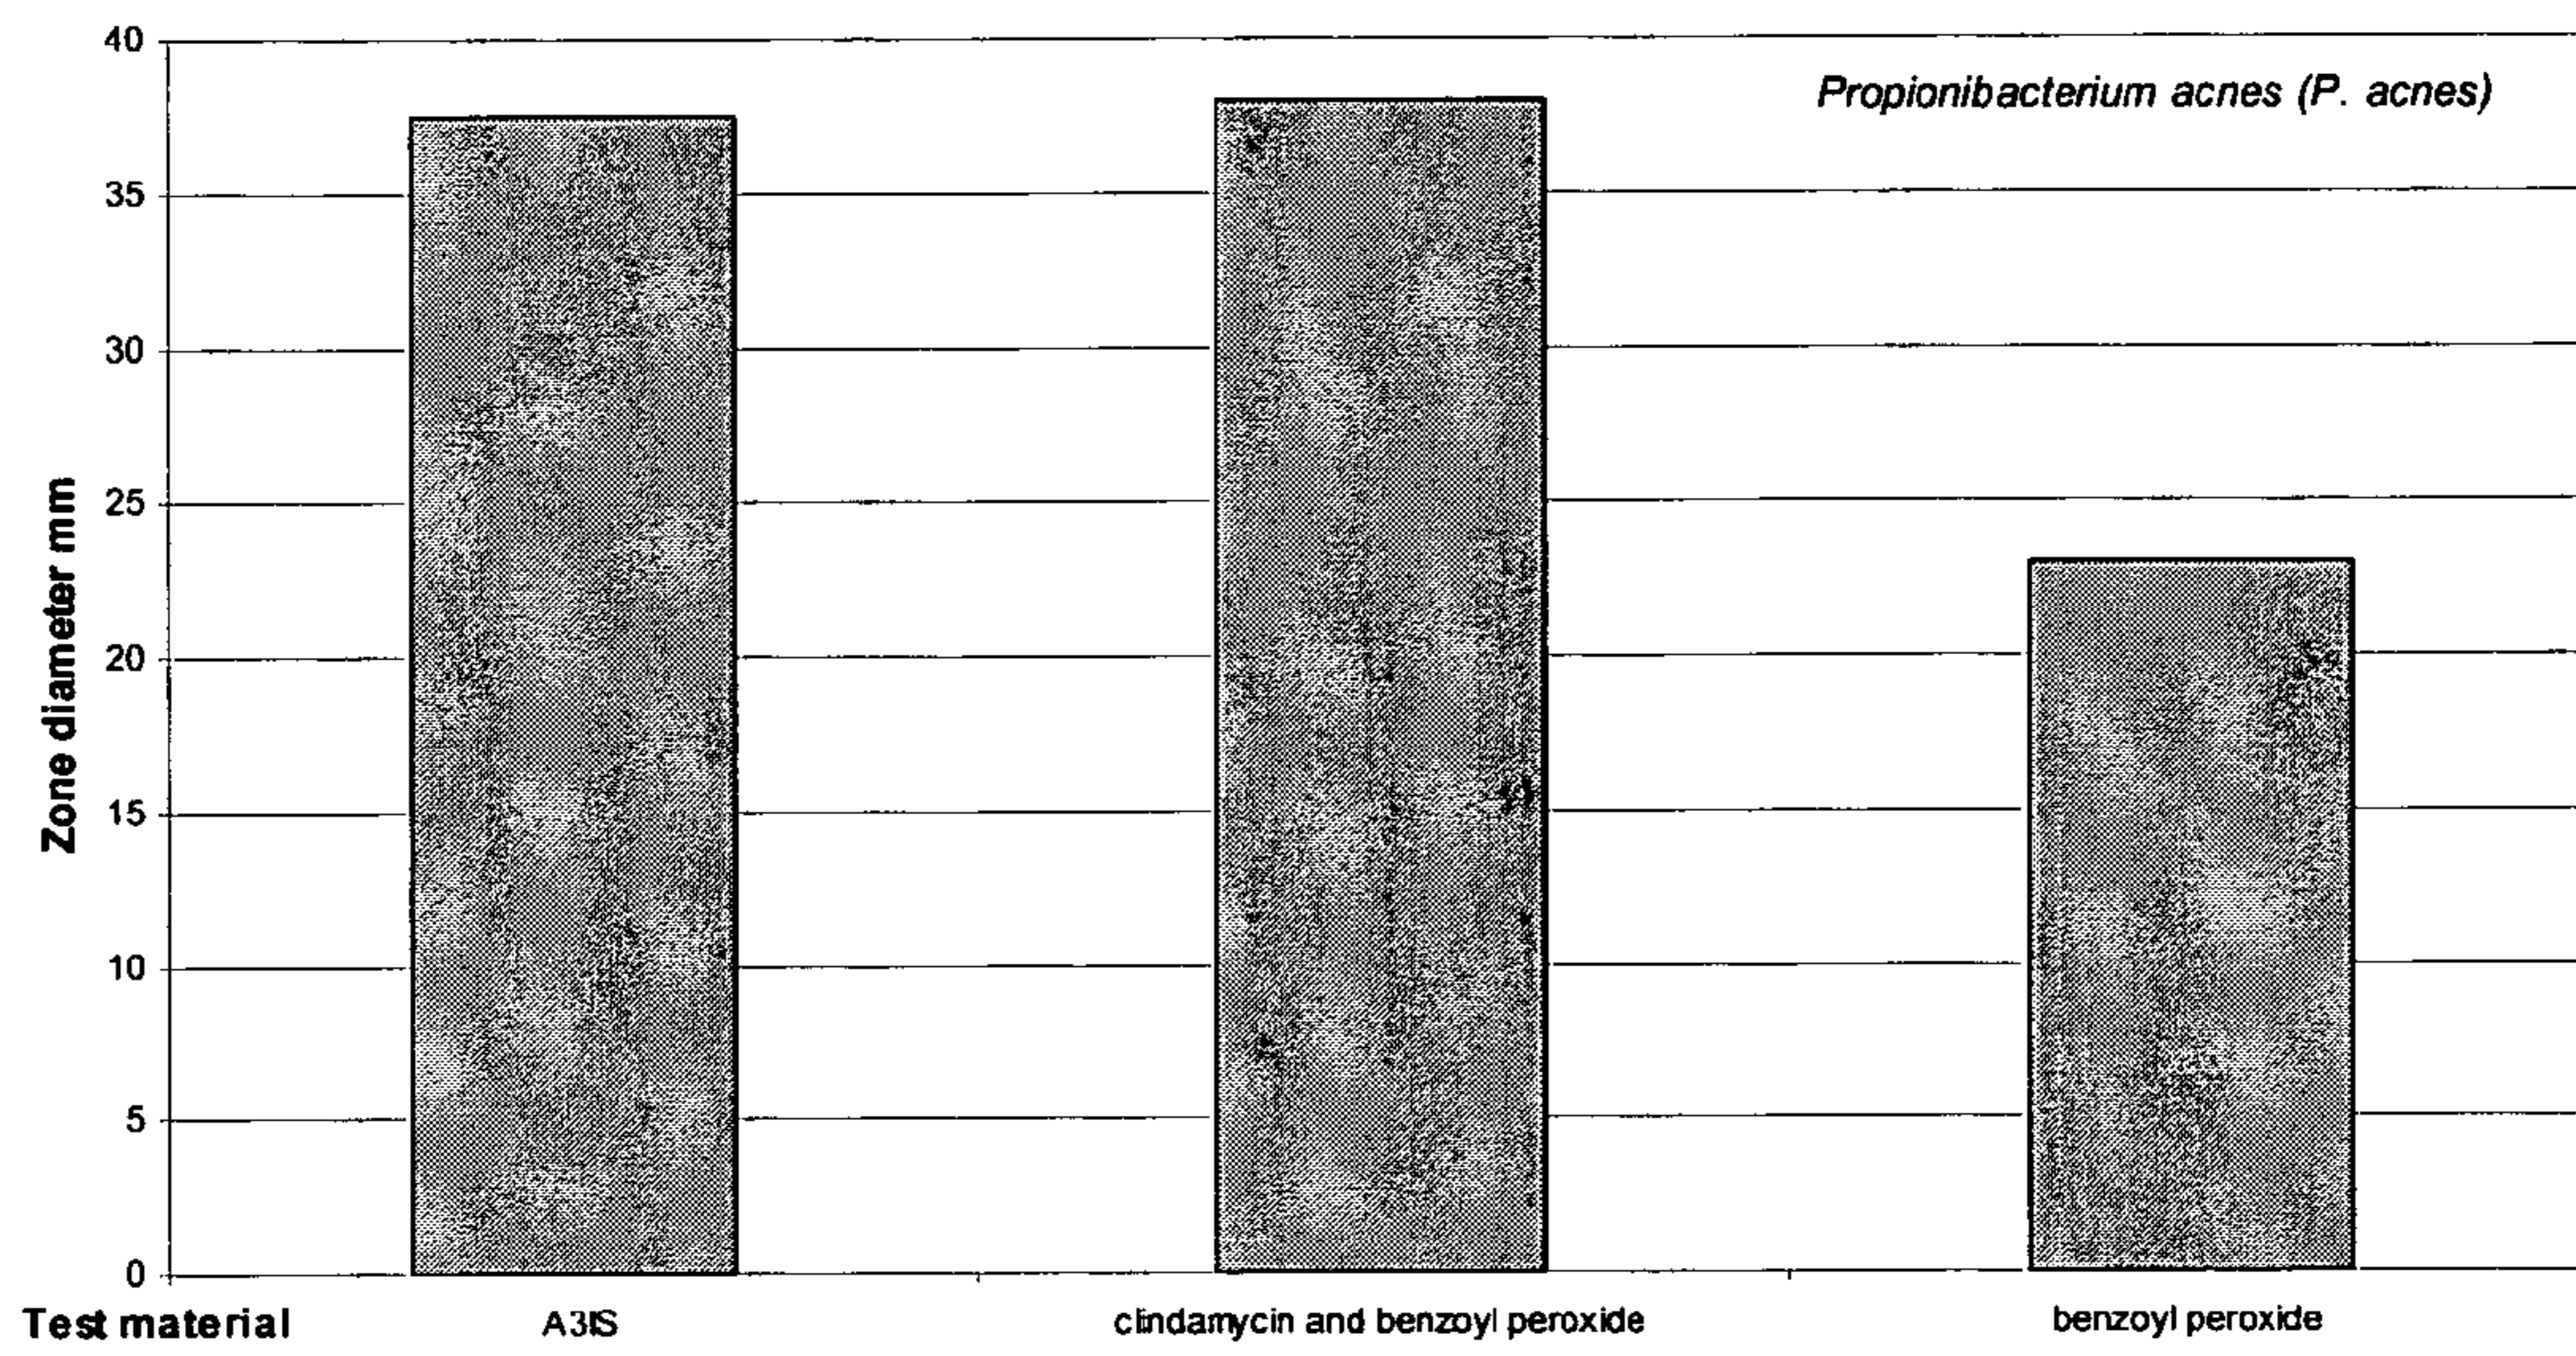 Propionibacterium acnes (P. acnes)
Zone diameter mm
40
35
30
25
20
15
10
5
0
Test material
A3IS
clindamycin and benzoyl peroxide
benzoyl peroxide